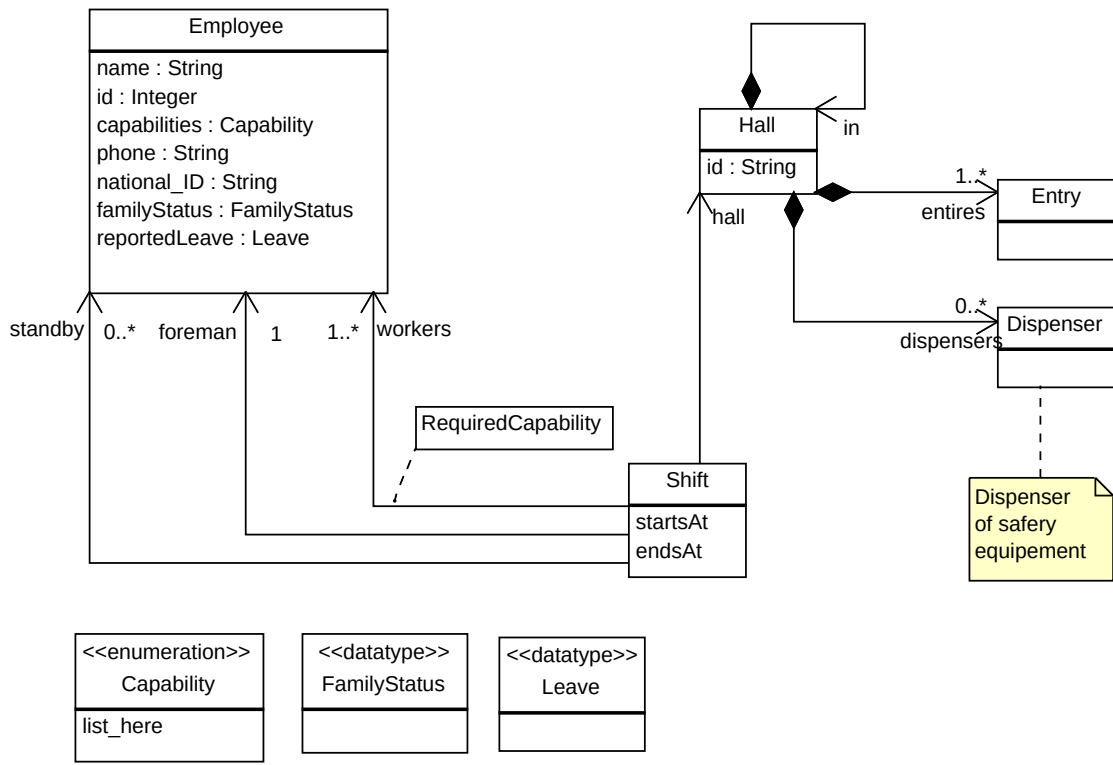 Employee
name : String
id : Integer
capabilities : Capability
phone : String
national_ID : String
familyStatus : FamilyStatus
reportedLeave : Leave
Hall
id : String
in
hall
1..*
entires
Entry
0..*
dispensers
Dispenser
standby
0..*
foreman
1
1..*
workers
RequiredCapability
Shift
startsAt
endsAt
Dispenser
of safery
equipement
<<enumeration>>
Capability
list_here
<<datatype>>
FamilyStatus
<<datatype>>
Leave